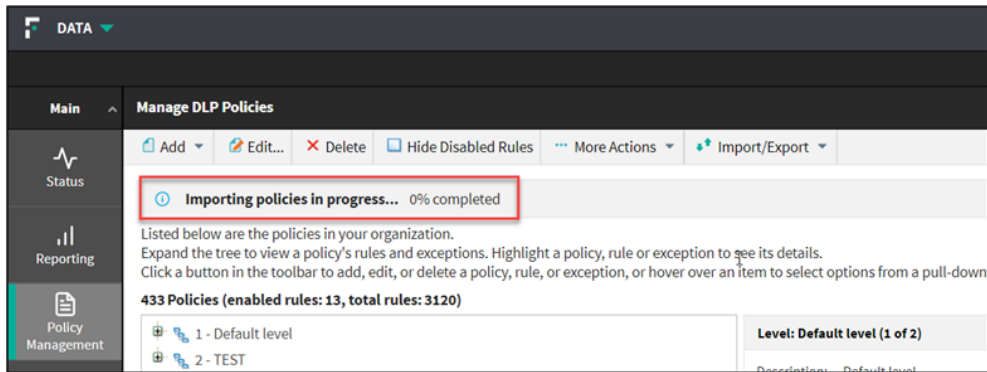 DATA
Main
Manage DLP Policies
Add
Edit...
Delete
Hide Disabled Rules
More Actions
Import/Export
Status
Importing policies in progress... 0% completed
Reporting
Listed below are the policies in your organization.
Expand the tree to view a policy's rules and exceptions. Highlight a policy, rule or exception to see its details.
Click a button in the toolbar to add, edit, or delete a policy, rule, or exception, or hover over an item to select options from a pull-down
433 Policies (enabled rules: 13, total rules: 3120)
Policy
Management
1 - Default level
2 - TEST
Level: Default level (1 of 2)
Description: Default level